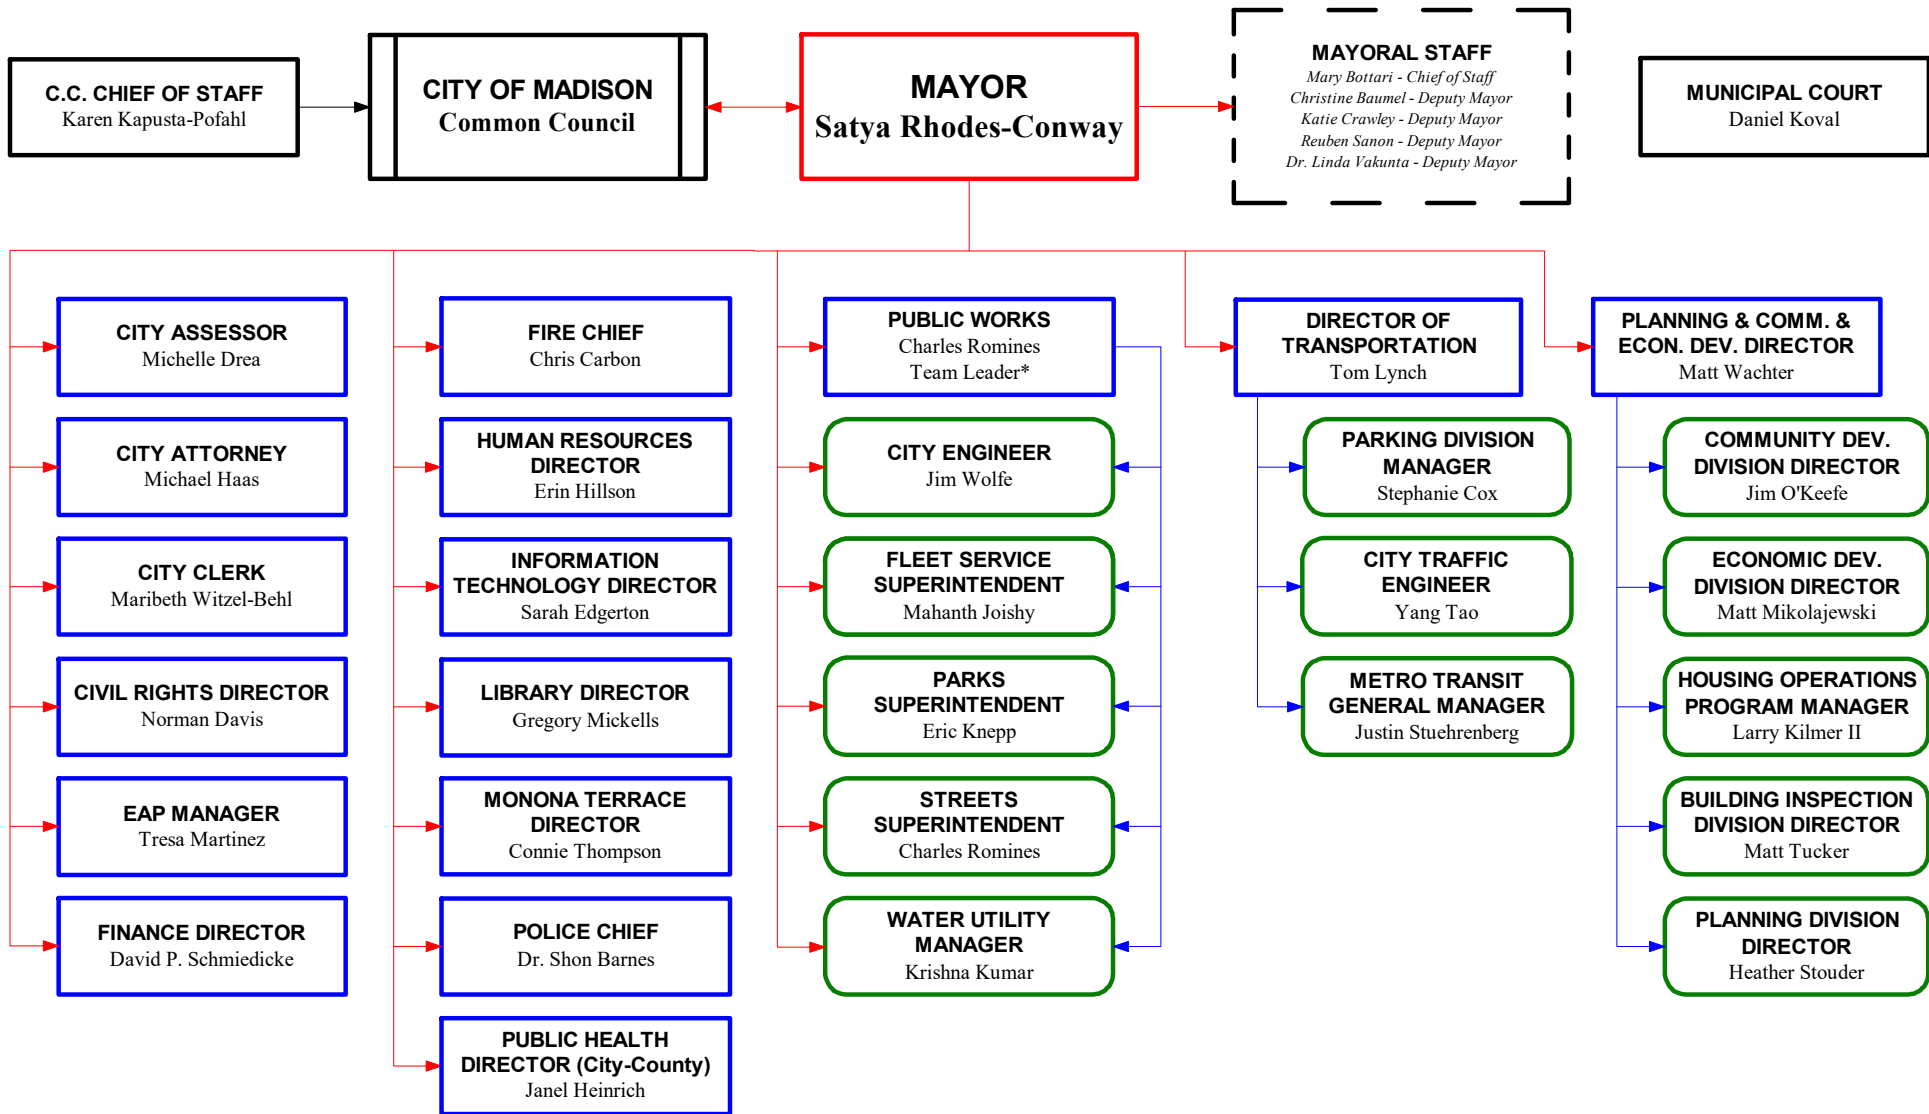 C.C. CHIEF OF STAFF
Karen Kapusta-Pofahl
CITY OF MADISON
Common Council
MAYOR
Satya Rhodes-Conway
MAYORAL STAFF
Mary Bottari - Chief of Staff
Christine Baumel - Deputy Mayor
Katie Crawley - Deputy Mayor
Reuben Sanon - Deputy Mayor
Dr. Linda Vakunta - Deputy Mayor
MUNICIPAL COURT
Daniel Koval
CITY ASSESSOR
Michelle Drea
CITY ATTORNEY
Michael Haas
CITY CLERK
Maribeth Witzel-Behl
CIVIL RIGHTS DIRECTOR
Norman Davis
EAP MANAGER
Tresa Martinez
FINANCE DIRECTOR
David P. Schmiedicke
FIRE CHIEF
Chris Carbon
HUMAN RESOURCES
DIRECTOR
Erin Hillson
INFORMATION
TECHNOLOGY DIRECTOR
Sarah Edgerton
LIBRARY DIRECTOR
Gregory Mickells
MONONA TERRACE
DIRECTOR
Connie Thompson
POLICE CHIEF
Dr. Shon Barnes
PUBLIC HEALTH
DIRECTOR (City-County)
Janel Heinrich
PUBLIC WORKS
Charles Romines
Team Leader*
CITY ENGINEER
Jim Wolfe
FLEET SERVICE
SUPERINTENDENT
Mahanth Joishy
PARKS
SUPERINTENDENT
Eric Knepp
STREETS
SUPERINTENDENT
Charles Romines
WATER UTILITY
MANAGER
Krishna Kumar
DIRECTOR OF
TRANSPORTATION
Tom Lynch
PARKING DIVISION
MANAGER
Stephanie Cox
CITY TRAFFIC
ENGINEER
Yang Tao
METRO TRANSIT
GENERAL MANAGER
Justin Stuehrenberg
PLANNING & COMM. &
ECON. DEV. DIRECTOR
Matt Wachter
COMMUNITY DEV.
DIVISION DIRECTOR
Jim O'Keefe
ECONOMIC DEV.
DIVISION DIRECTOR
Matt Mikolajewski
HOUSING OPERATIONS
PROGRAM MANAGER
Larry Kilmer II
BUILDING INSPECTION
DIVISION DIRECTOR
Matt Tucker
PLANNING DIVISION
DIRECTOR
Heather Stouder